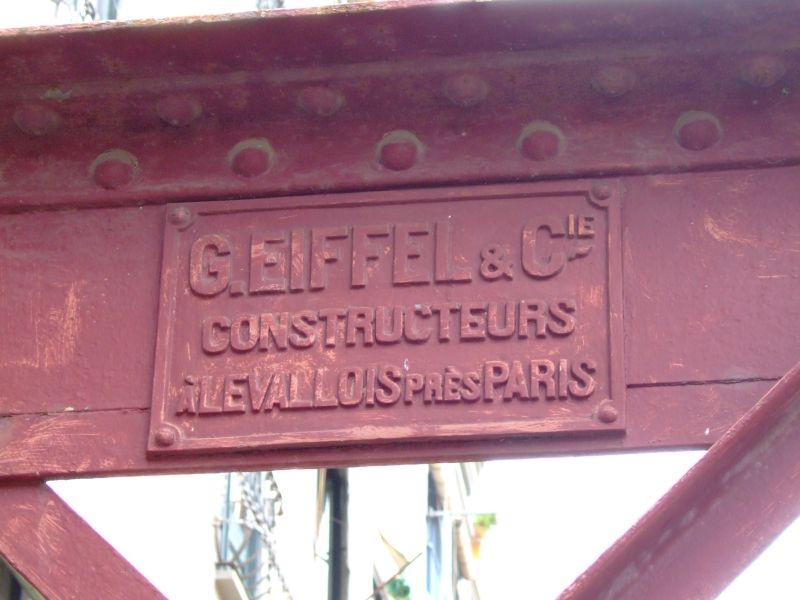 G. EIFFEL & CIE
CONSTRUCTEURS
À LEVALLOIS PRÈS PARIS